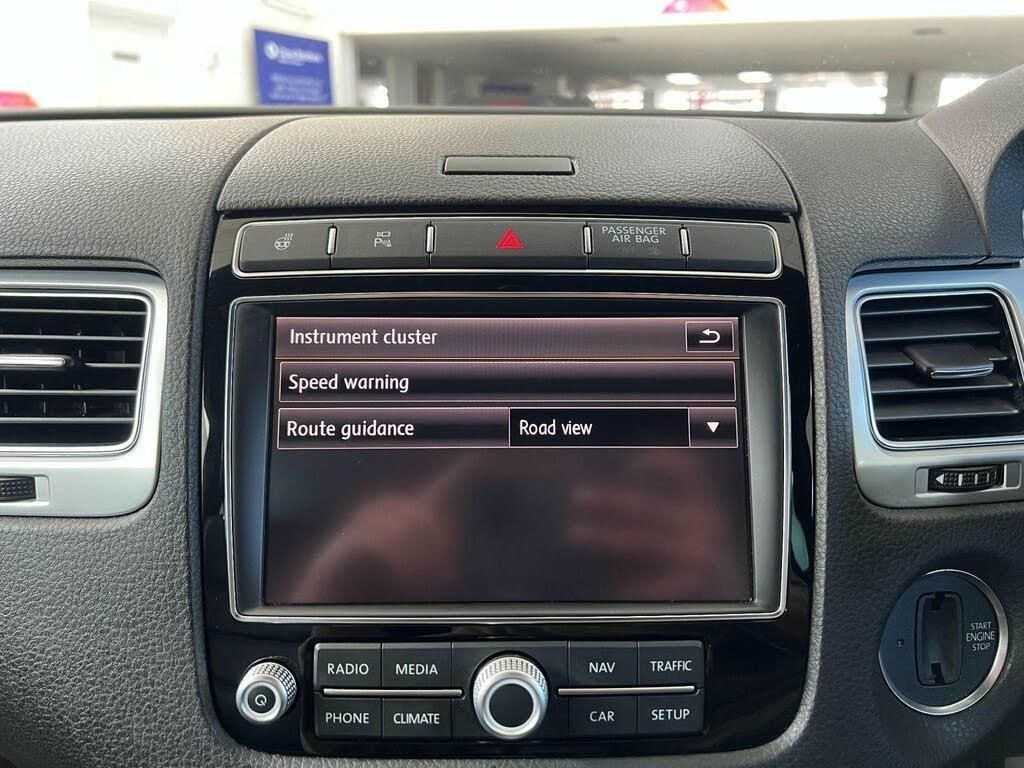 PASSENGER
AIR BAG
OFF
Instrument cluster
Speed warning
Route guidance Road view
START
ENGINE
STOP
RADIO MEDIA NAV TRAFFIC
PHONE CLIMATE CAR SETUP